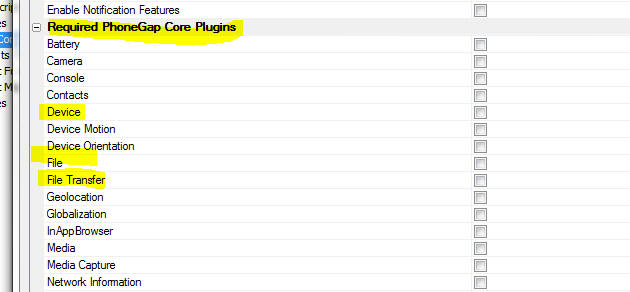 Enable Notification Features
Required PhoneGap Core Plugins
Battery
Camera
Console
Contacts
Device
Device Motion
Device Orientation
File
File Transfer
Geolocation
Globalization
InAppBrowser
Media
Media Capture
Network Information